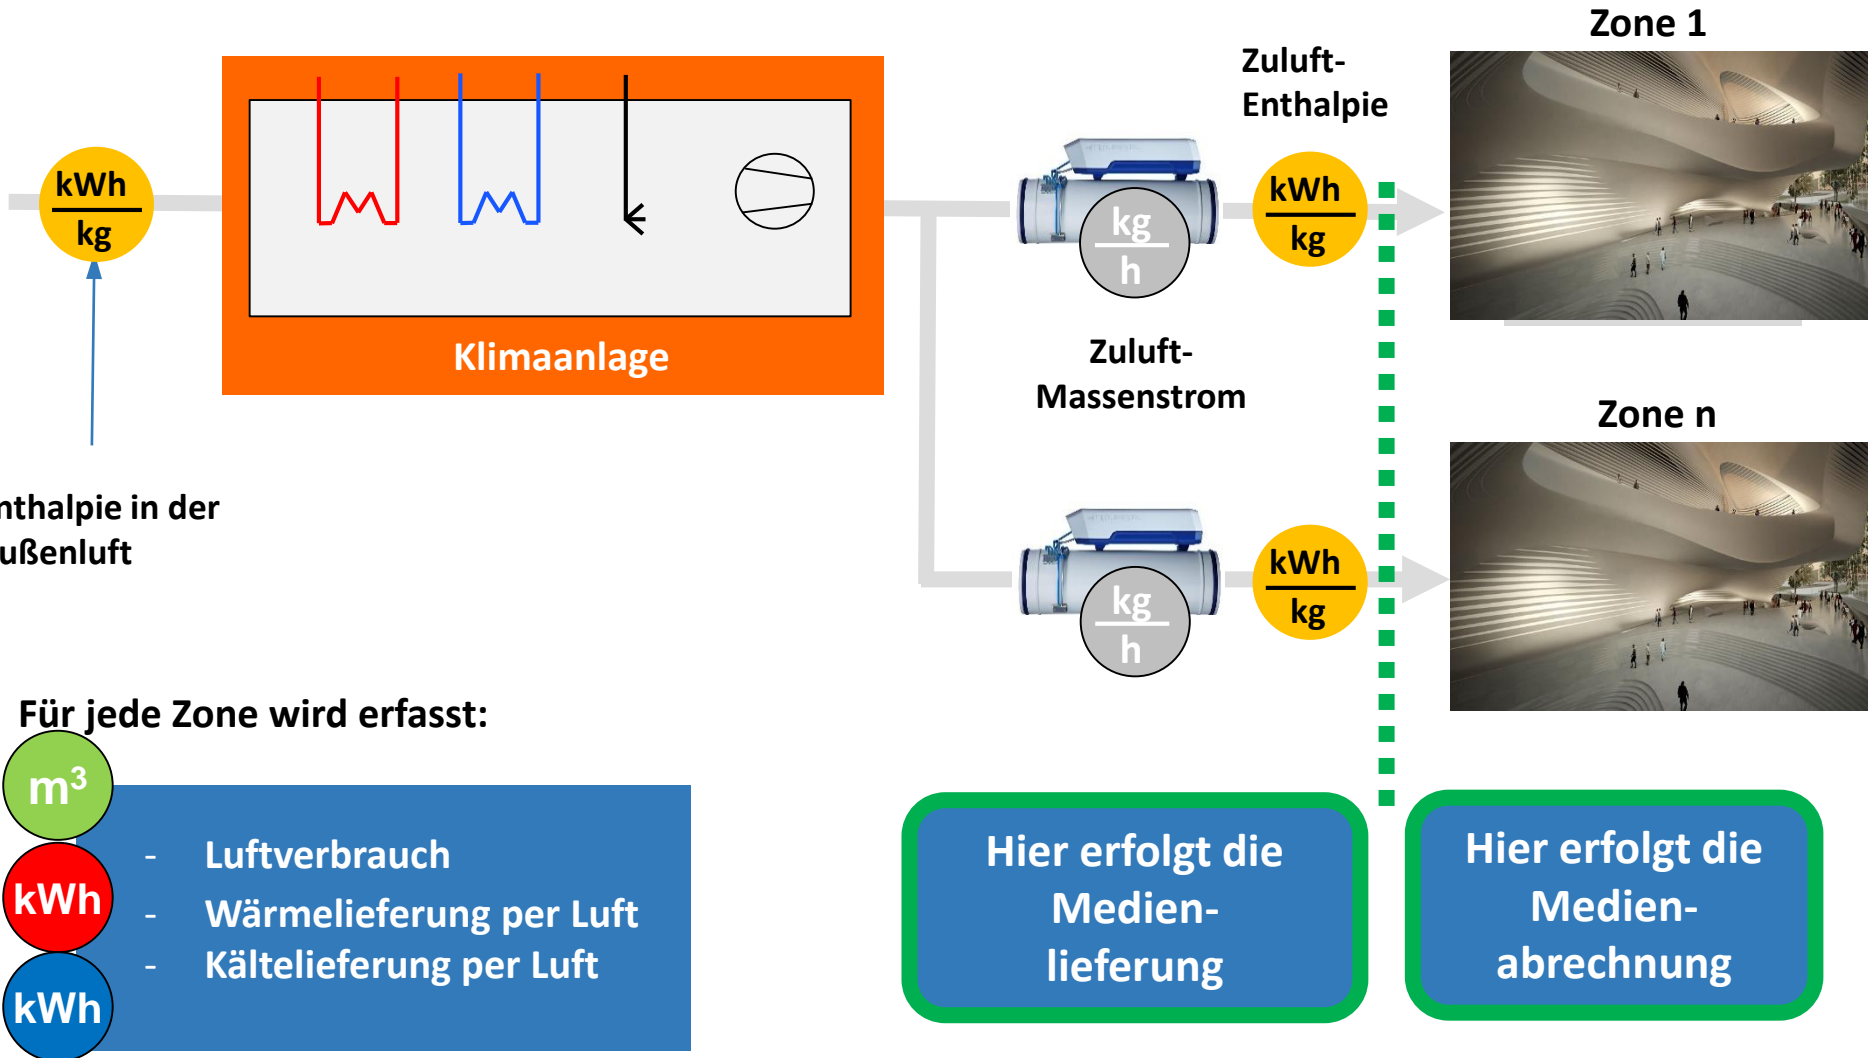 Zone 1
Zuluft-
Enthalpie
kWh
kg
kg
h
kWh
kg
Klimaanlage
Zuluft-
Massenstrom
Zone n
nthalpie in der
ußenluft
kg
h
kWh
kg
Für jede Zone wird erfasst:
m³
kWh
kWh
- Luftverbrauch
- Wärmelieferung per Luft
- Kältelieferung per Luft
Hier erfolgt die
Medien-
lieferung
Hier erfolgt die
Medien-
abrechnung